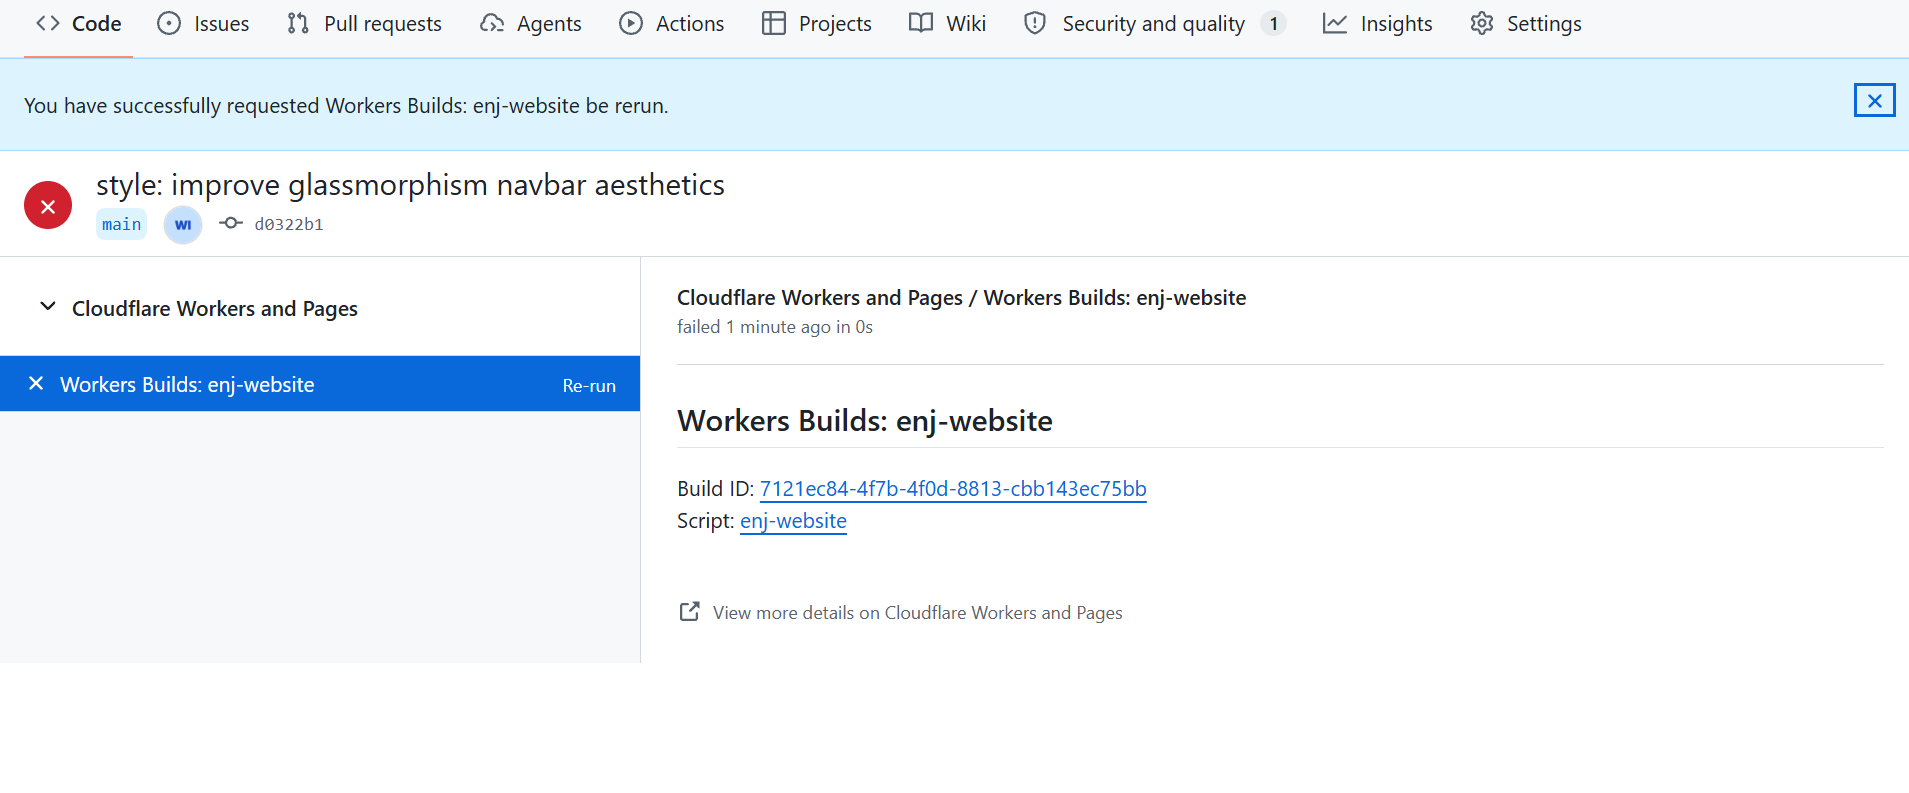 Code Issues Pull requests Agents Actions Projects Wiki Security and quality 1 Insights Settings
You have successfully requested Workers Builds: enj-website be rerun.
style: improve glassmorphism navbar aesthetics
main WI d0322b1
Cloudflare Workers and Pages
Workers Builds: enj-website Re-run
Cloudflare Workers and Pages / Workers Builds: enj-website
failed 1 minute ago in 0s
Workers Builds: enj-website
Build ID: 7121ec84-4f7b-4f0d-8813-cbb143ec75bb
Script: enj-website
View more details on Cloudflare Workers and Pages